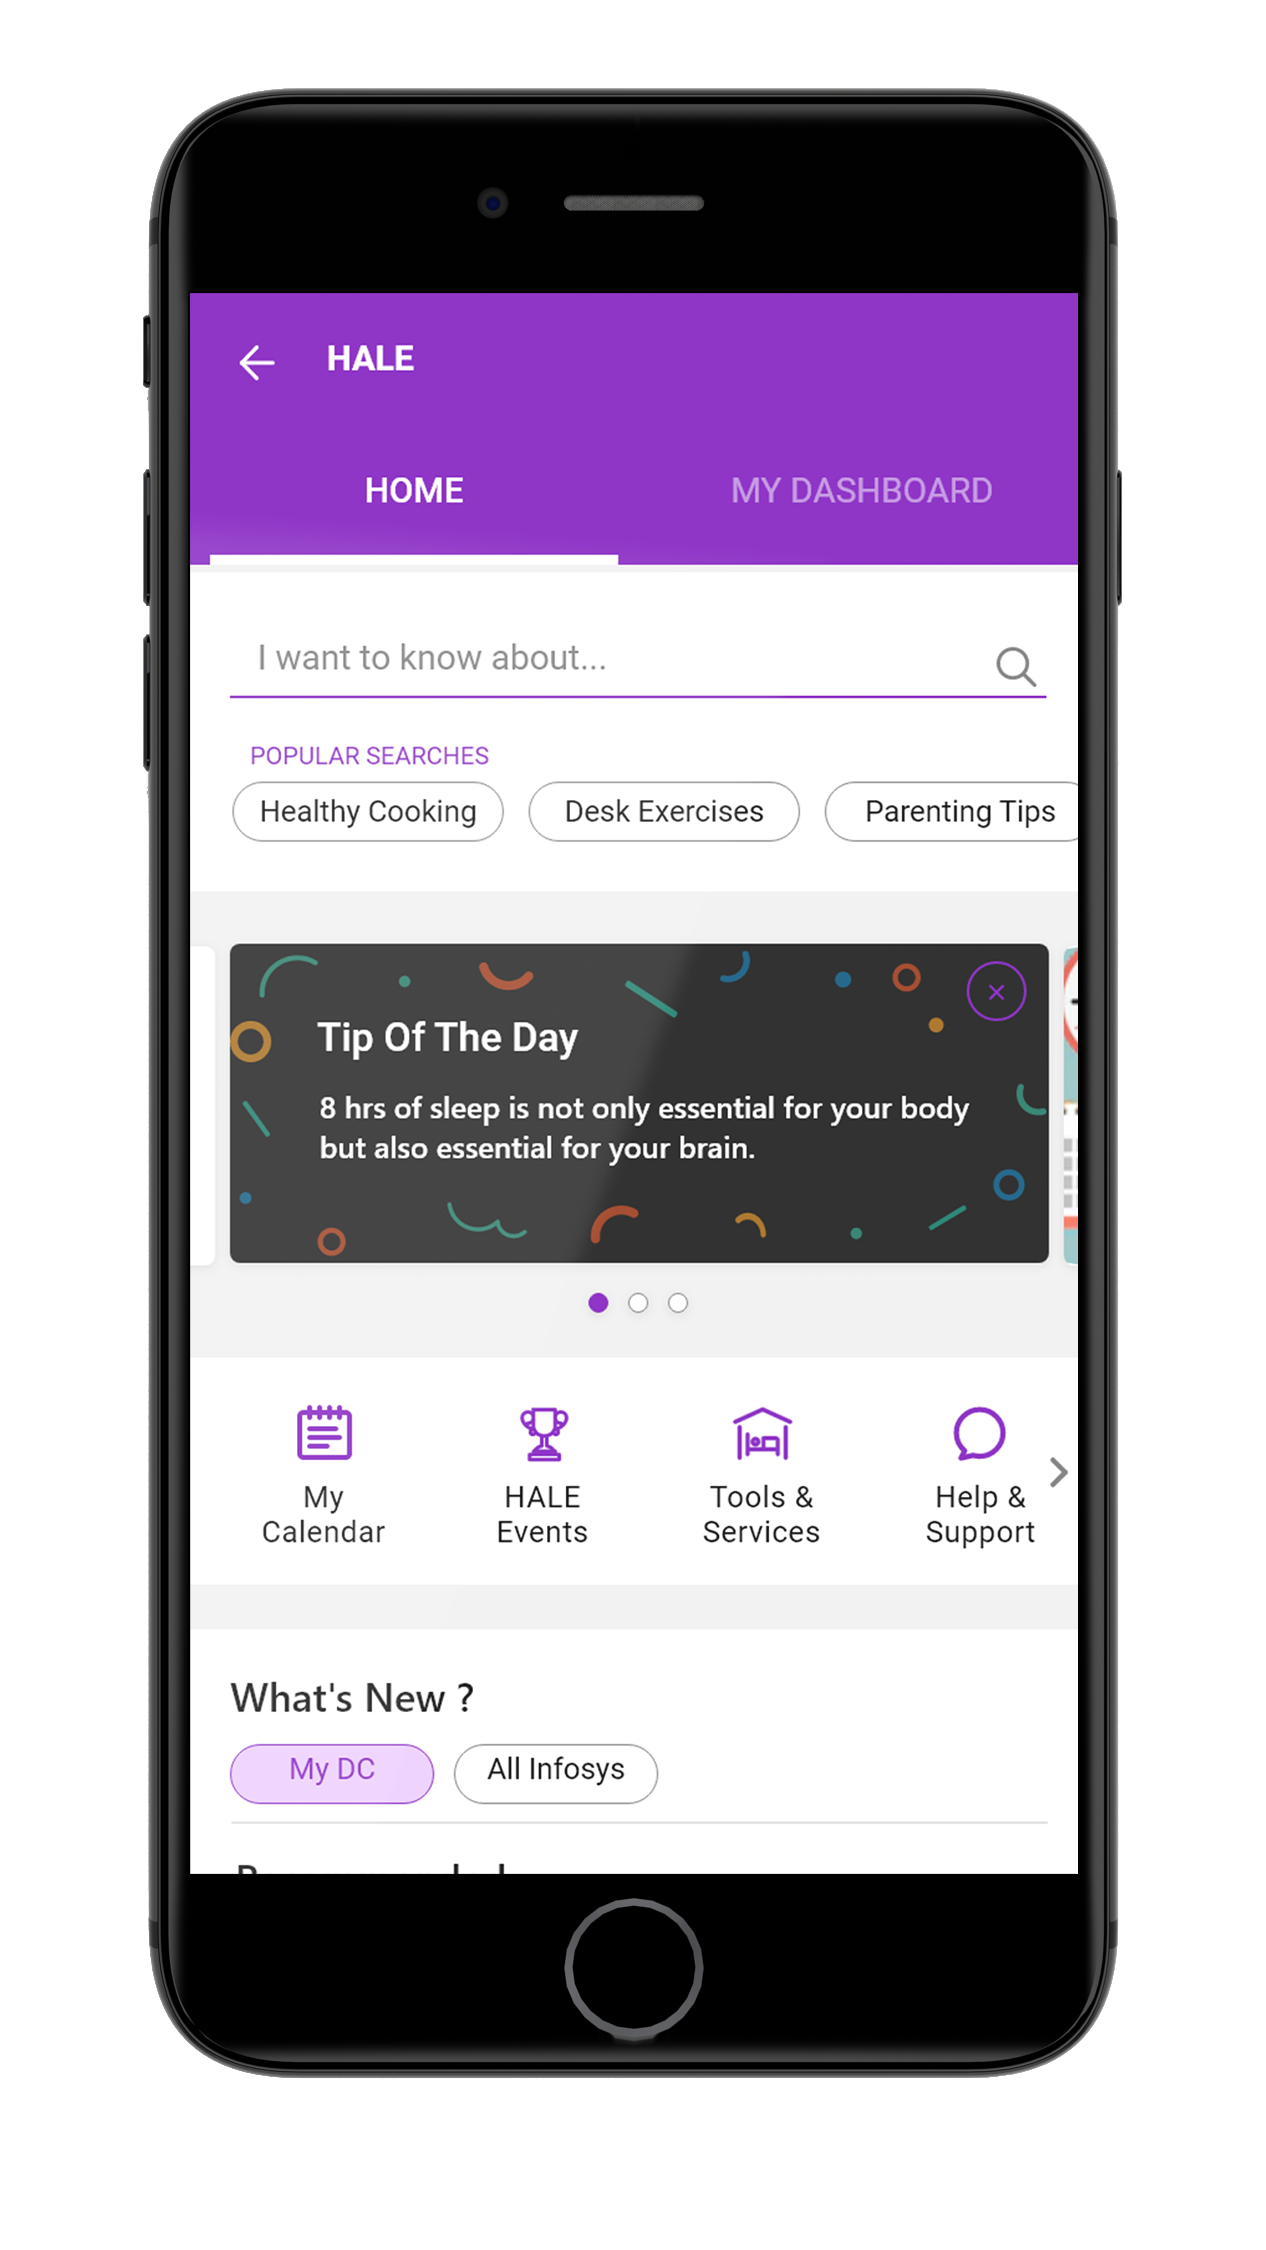 HALE
HOME
MY DASHBOARD
I want to know about...
POPULAR SEARCHES
Healthy Cooking
Desk Exercises
Parenting Tips
Tip Of The Day
8 hrs of sleep is not only essential for your body
but also essential for your brain.
My
Calendar
HALE
Events
Tools &
Services
Help &
Support
What's New ?
My DC
All Infosys